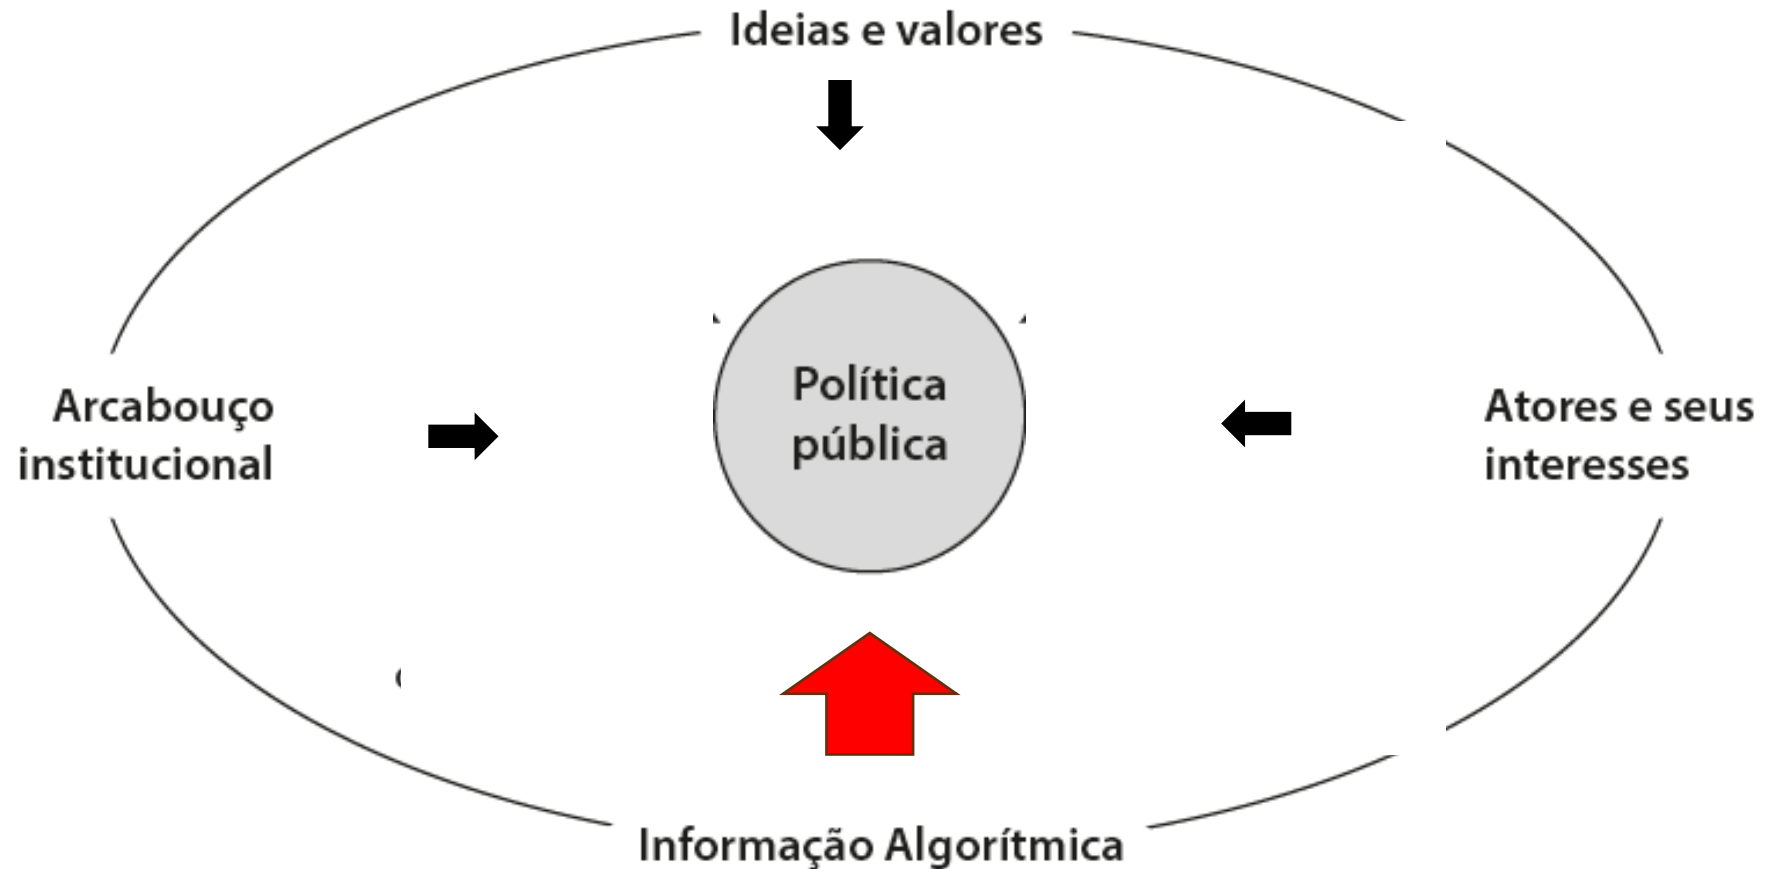 Ideias e valores
Política
pública
Arcabouço
institucional
Atores e seus
interesses
Informação Algorítmica